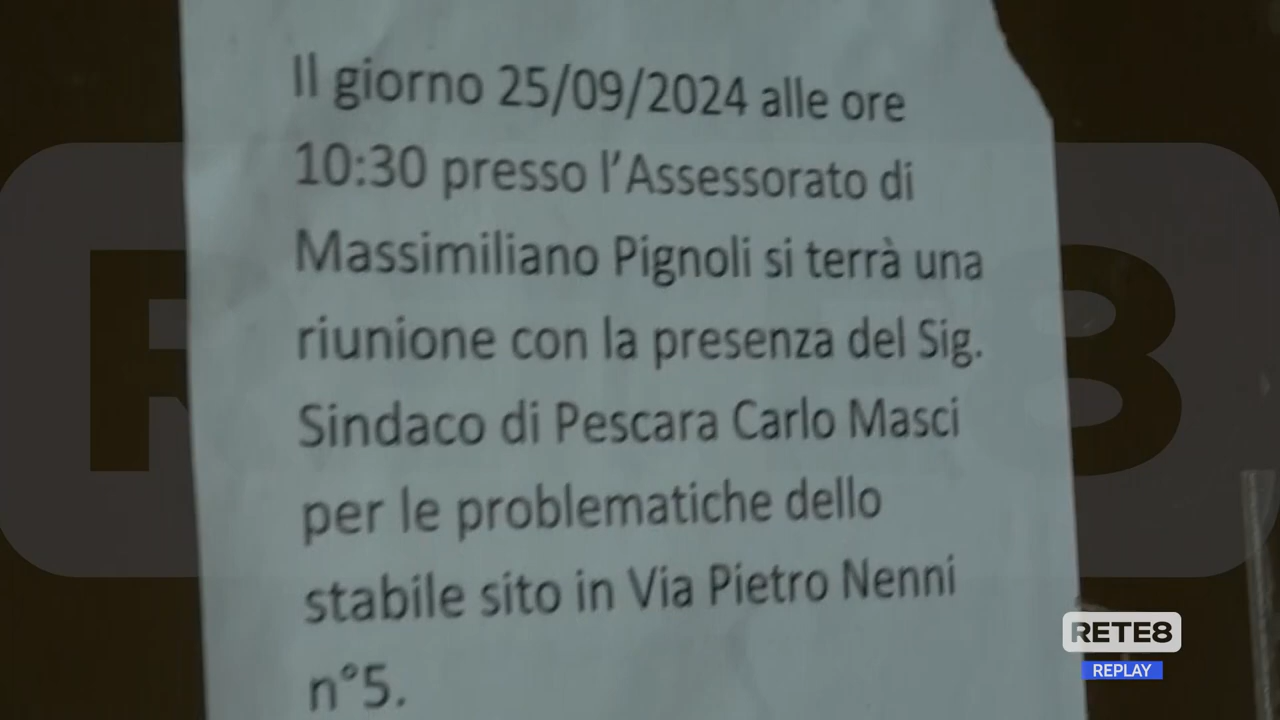 Il giorno 25/09/2024 alle ore
10:30 presso l'Assessorato di
Massimiliano Pignoli si terrà una
riunione con la presenza del Sig.
Sindaco di Pescara Carlo Masci
per le problematiche dello
stabile sito in Via Pietro Nenni
n°5.
RETE8
REPLAY